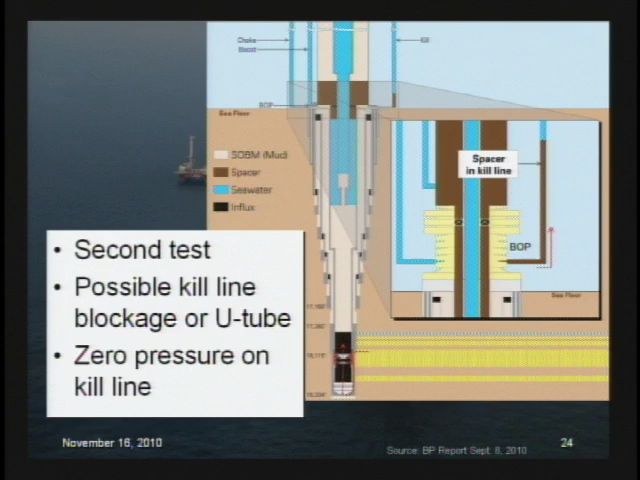 Choke
Boost
Kill
BOP
Sea Floor
SOBM (Mud)
Spacer
Seawater
Influx
Spacer
in kill line
BOP
Sea Floor
• Second test
• Possible kill line
blockage or U-tube
• Zero pressure on
kill line
November 16, 2010
Source: BP Report Sept. 8, 2010
24